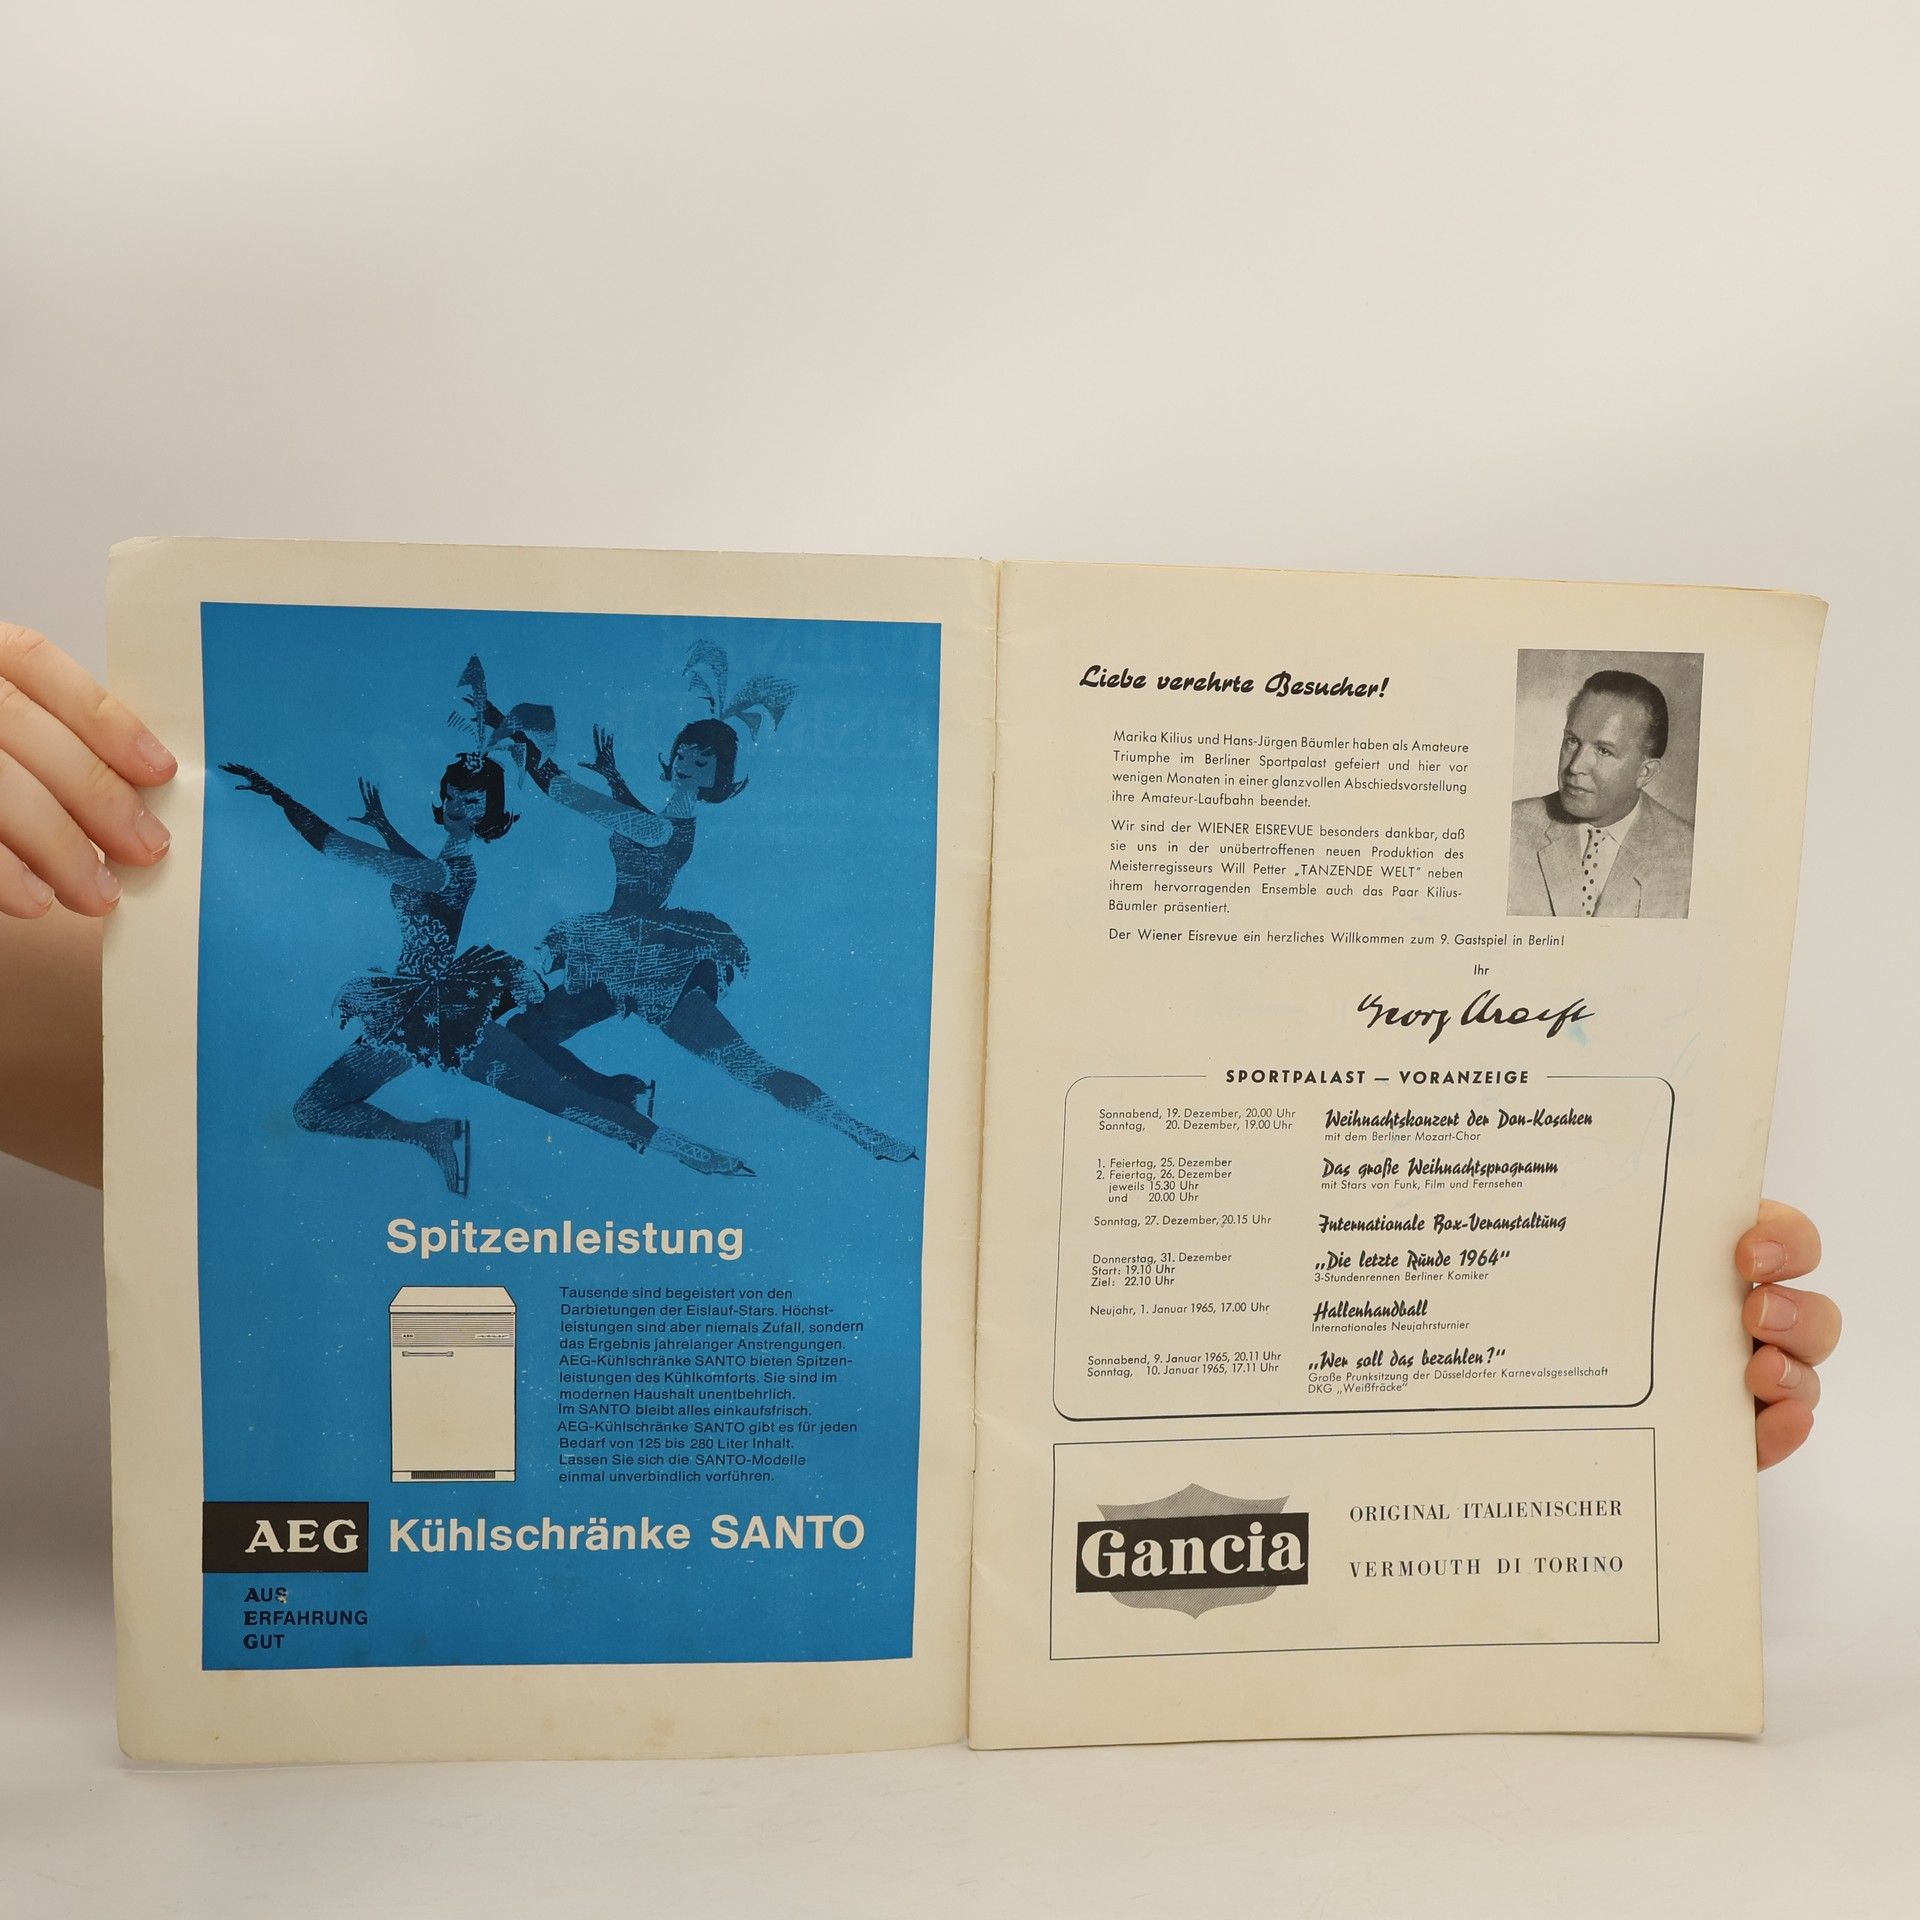 Spitzenleistung
Tausende sind begeistert von den
Darbietungen der Eislauf-Stars. Höchst-
leistungen sind aber niemals Zufall, sondern
das Ergebnis jahrelanger Anstrengungen.
AEG-Kühlschränke SANTO bieten Spitzen-
leistungen des Kühlkomforts. Sie sind im
modernen Haushalt unentbehrlich.
Im SANTO bleibt alles einkaufsfrisch.
AEG-Kühlschränke SANTO gibt es für jeden
Bedarf von 125 bis 280 Liter Inhalt.
Lassen Sie sich die SANTO-Modelle
einmal unverbindlich vorführen.
AEG
AEG Kühlschränke SANTO
AUS
ERFAHRUNG
GUT
Liebe verehrte Besucher!
Marika Kilius und Hans-Jürgen Bäumler haben als Amateure
Triumphe im Berliner Sportpalast gefeiert und hier vor
wenigen Monaten in einer glanzvollen Abschiedsvorstellung
ihre Amateur-Laufbahn beendet.
Wir sind der WIENER EISREVUE besonders dankbar, daß
sie uns in der unübertroffenen neuen Produktion des
Meisterregisseurs Will Petter „TANZENDE WELT" neben
ihrem hervorragenden Ensemble auch das Paar Kilius-
Bäumler präsentiert.
Der Wiener Eisrevue ein herzliches Willkommen zum 9. Gastspiel in Berlin!
Ihr
Georg Kraeft
SPORTPALAST — VORANZEIGE
Sonnabend, 19. Dezember, 20.00 Uhr
Sonntag, 20. Dezember, 19.00 Uhr
Weihnachtskonzert der Don-Kosaken
mit dem Berliner Mozart-Chor
1. Feiertag, 25. Dezember
2. Feiertag, 26. Dezember
jeweils 15.30 Uhr
und 20.00 Uhr
Das große Weihnachtsprogramm
mit Stars von Funk, Film und Fernsehen
Sonntag, 27. Dezember, 20.15 Uhr
Internationale Box-Veranstaltung
Donnerstag, 31. Dezember
Start: 19.10 Uhr
Ziel: 22.10 Uhr
„Die letzte Runde 1964"
3-Stundenrennen Berliner Komiker
Neujahr, 1. Januar 1965, 17.00 Uhr
Hallenhandball
Internationales Neujahrsturnier
Sonnabend, 9. Januar 1965, 20.11 Uhr
Sonntag, 10. Januar 1965, 17.11 Uhr
„Wer soll das bezahlen?"
Große Prunksitzung der Düsseldorfer Karnevalsgesellschaft
DKG „Weißfräcke"
Gancia
ORIGINAL ITALIENISCHER
VERMOUTH DI TORINO